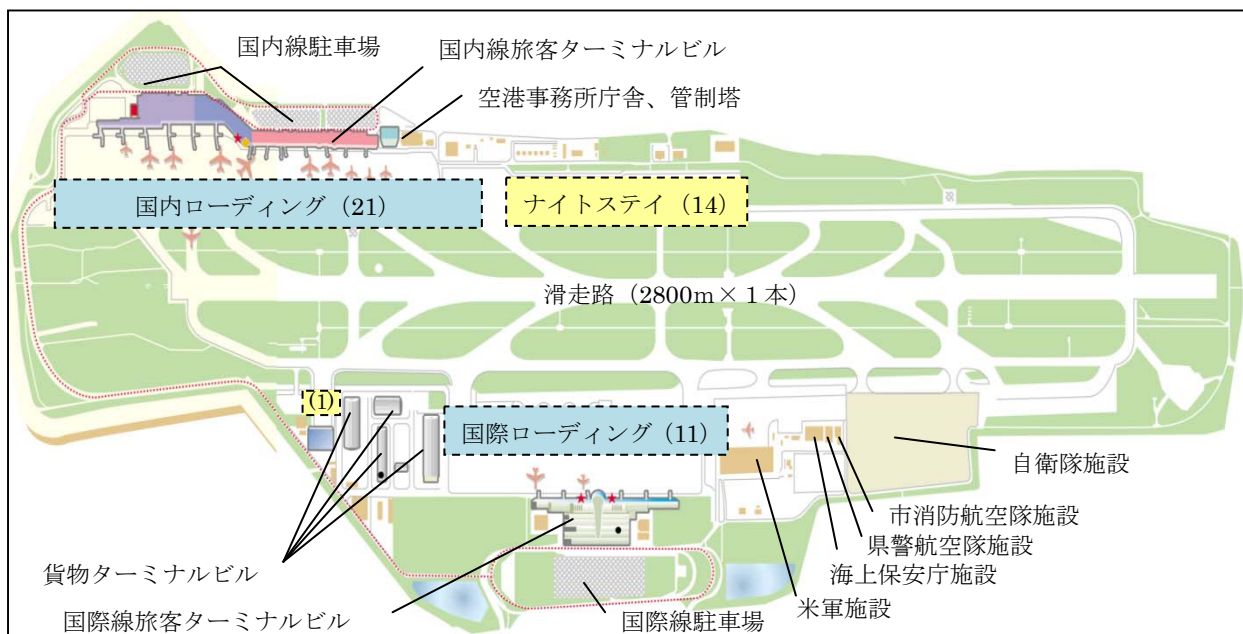 国内線駐車場
国内線旅客ターミナルビル
空港事務所庁舎、管制塔
国内ローディング（21）
ナイトステイ（14）
滑走路（2800m×１本）
(1)
国際ローディング（11）
自衛隊施設
市消防航空隊施設
県警航空隊施設
海上保安庁施設
米軍施設
貨物ターミナルビル
国際線旅客ターミナルビル
国際線駐車場